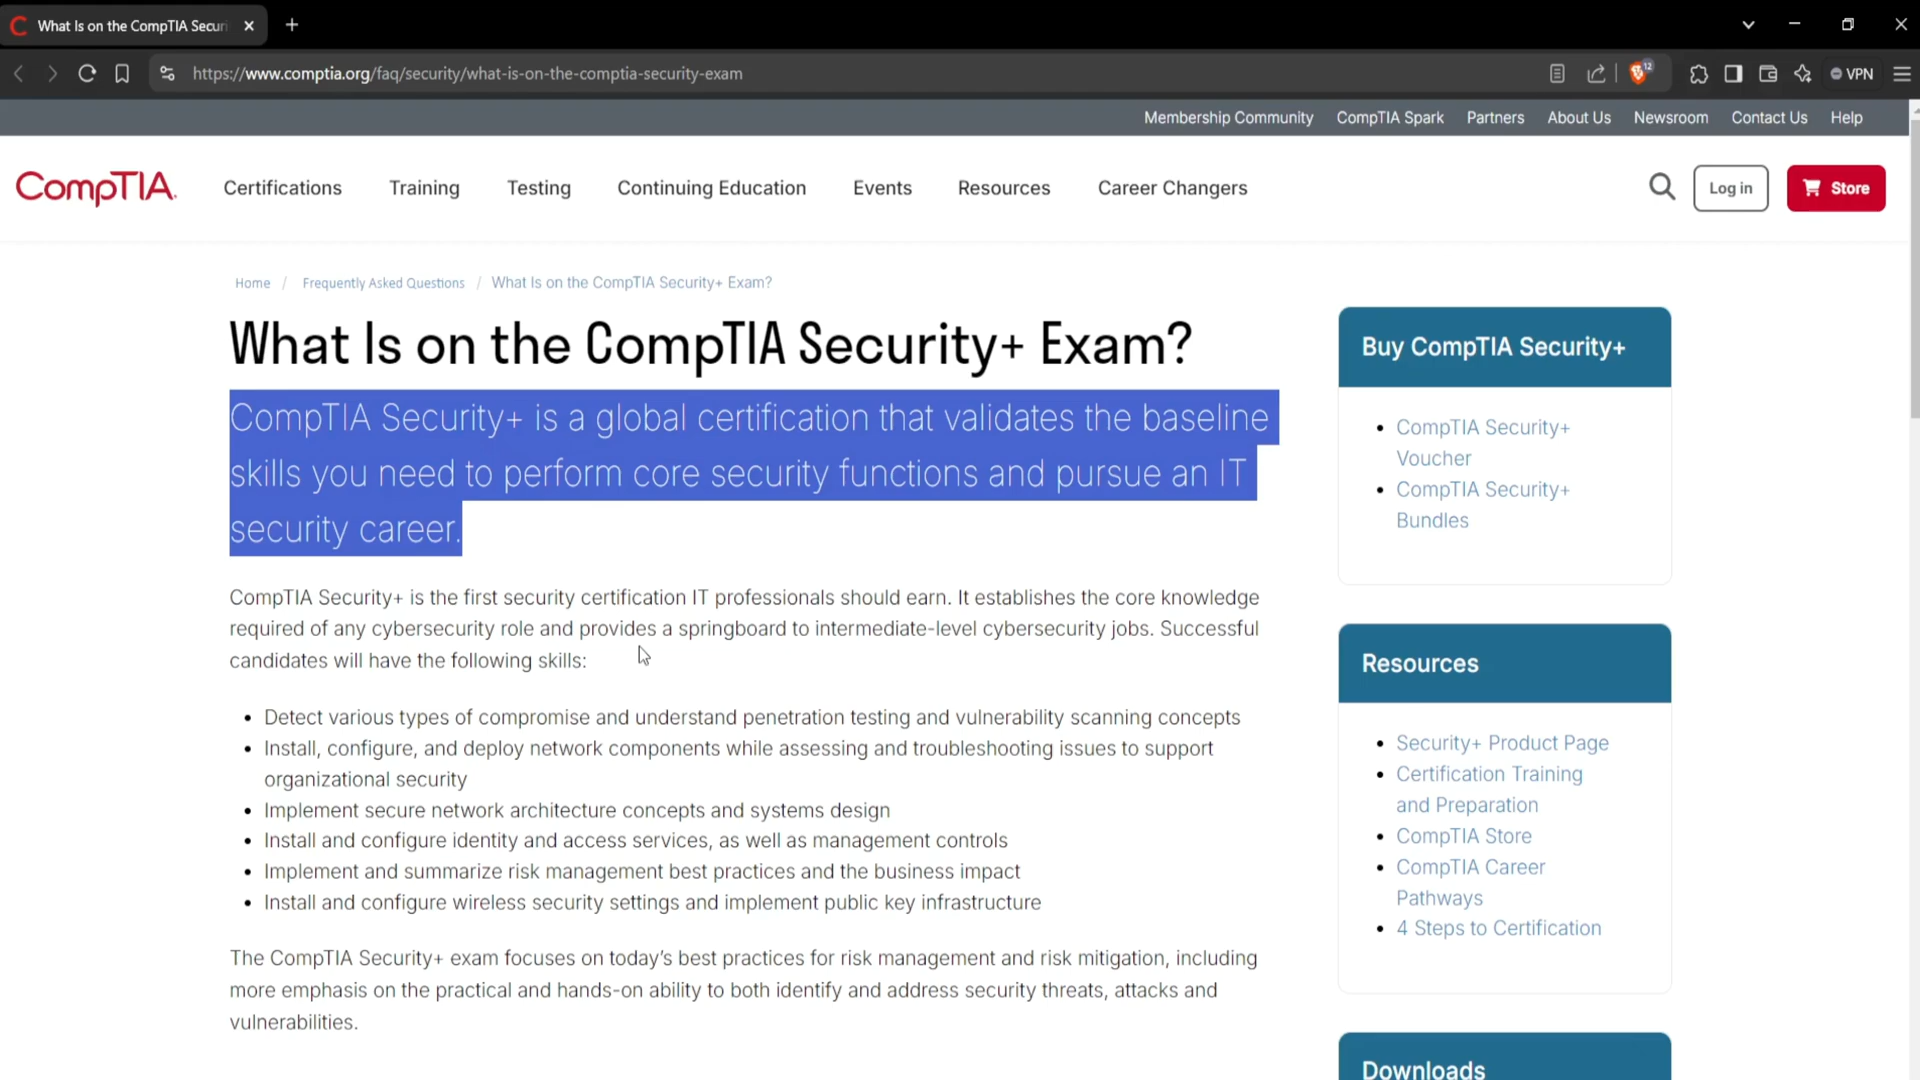 What Is on the CompTIA Securi
https://www.comptia.org/faq/security/what-is-on-the-comptia-security-exam
12
VPN
Membership Community CompTIA Spark Partners About Us Newsroom Contact Us Help
CompTIA.
Certifications Training Testing Continuing Education Events Resources Career Changers
Log in
Store
Home / Frequently Asked Questions / What Is on the CompTIA Security+ Exam?
What Is on the CompTIA Security+ Exam?
CompTIA Security+ is a global certification that validates the baseline
skills you need to perform core security functions and pursue an IT
security career.
CompTIA Security+ is the first security certification IT professionals should earn. It establishes the core knowledge
required of any cybersecurity role and provides a springboard to intermediate-level cybersecurity jobs. Successful
candidates will have the following skills:
• Detect various types of compromise and understand penetration testing and vulnerability scanning concepts
• Install, configure, and deploy network components while assessing and troubleshooting issues to support
organizational security
• Implement secure network architecture concepts and systems design
• Install and configure identity and access services, as well as management controls
• Implement and summarize risk management best practices and the business impact
• Install and configure wireless security settings and implement public key infrastructure
The CompTIA Security+ exam focuses on today’s best practices for risk management and risk mitigation, including
more emphasis on the practical and hands-on ability to both identify and address security threats, attacks and
vulnerabilities.
Buy CompTIA Security+
• CompTIA Security+
Voucher
• CompTIA Security+
Bundles
Resources
• Security+ Product Page
• Certification Training
and Preparation
• CompTIA Store
• CompTIA Career
Pathways
• 4 Steps to Certification
Downloads